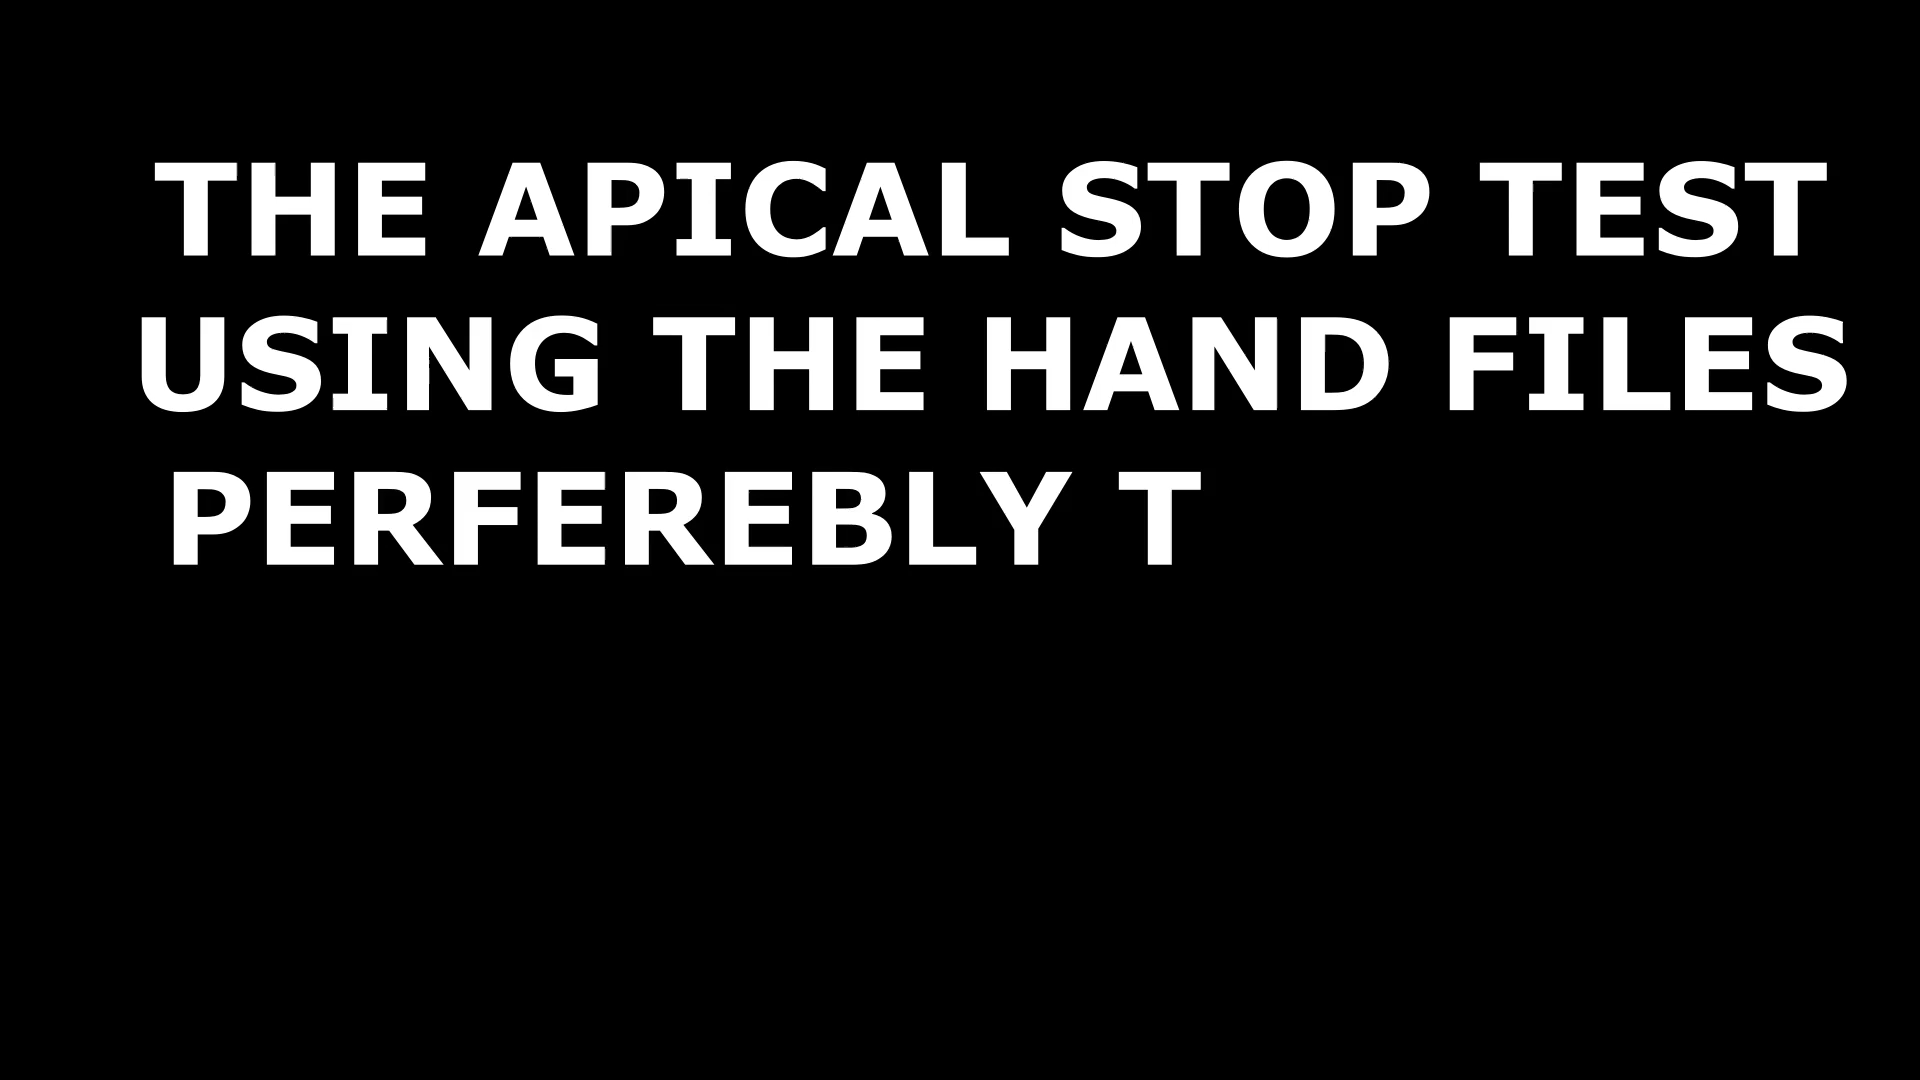 THE APICAL STOP TEST
USING THE HAND FILES
PERFEREBLY T